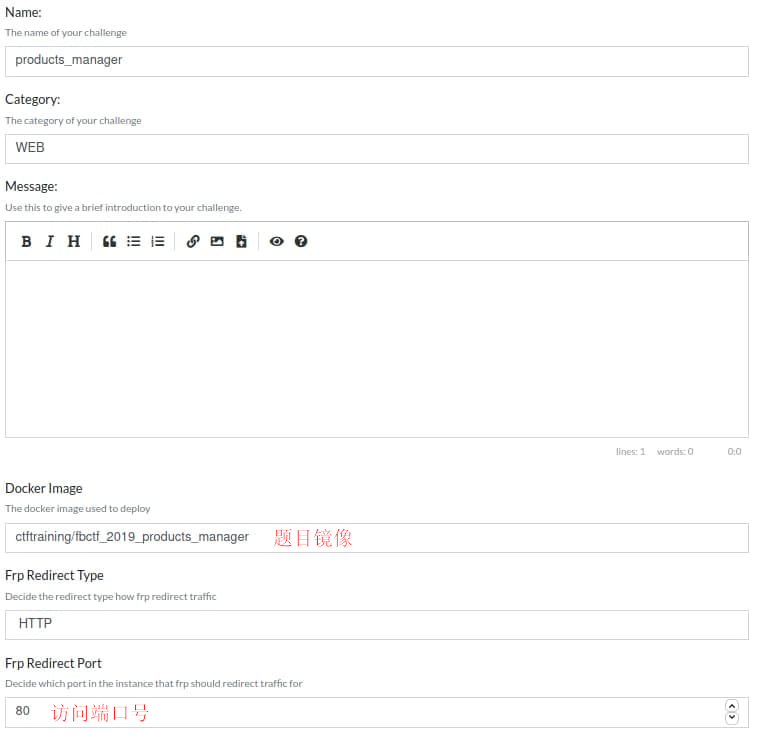 Name:
The name of your challenge
products_manager
Category:
The category of your challenge
WEB
Message:
Use this to give a brief introduction to your challenge.
B I H
lines: 1 words: 0 0:0
Docker Image
The docker image used to deploy
ctftraining/fbctf_2019_products_manager 题目镜像
Frp Redirect Type
Decide the redirect type how frp redirect traffic
HTTP
Frp Redirect Port
Decide which port in the instance that frp should redirect traffic for
80 访问端口号